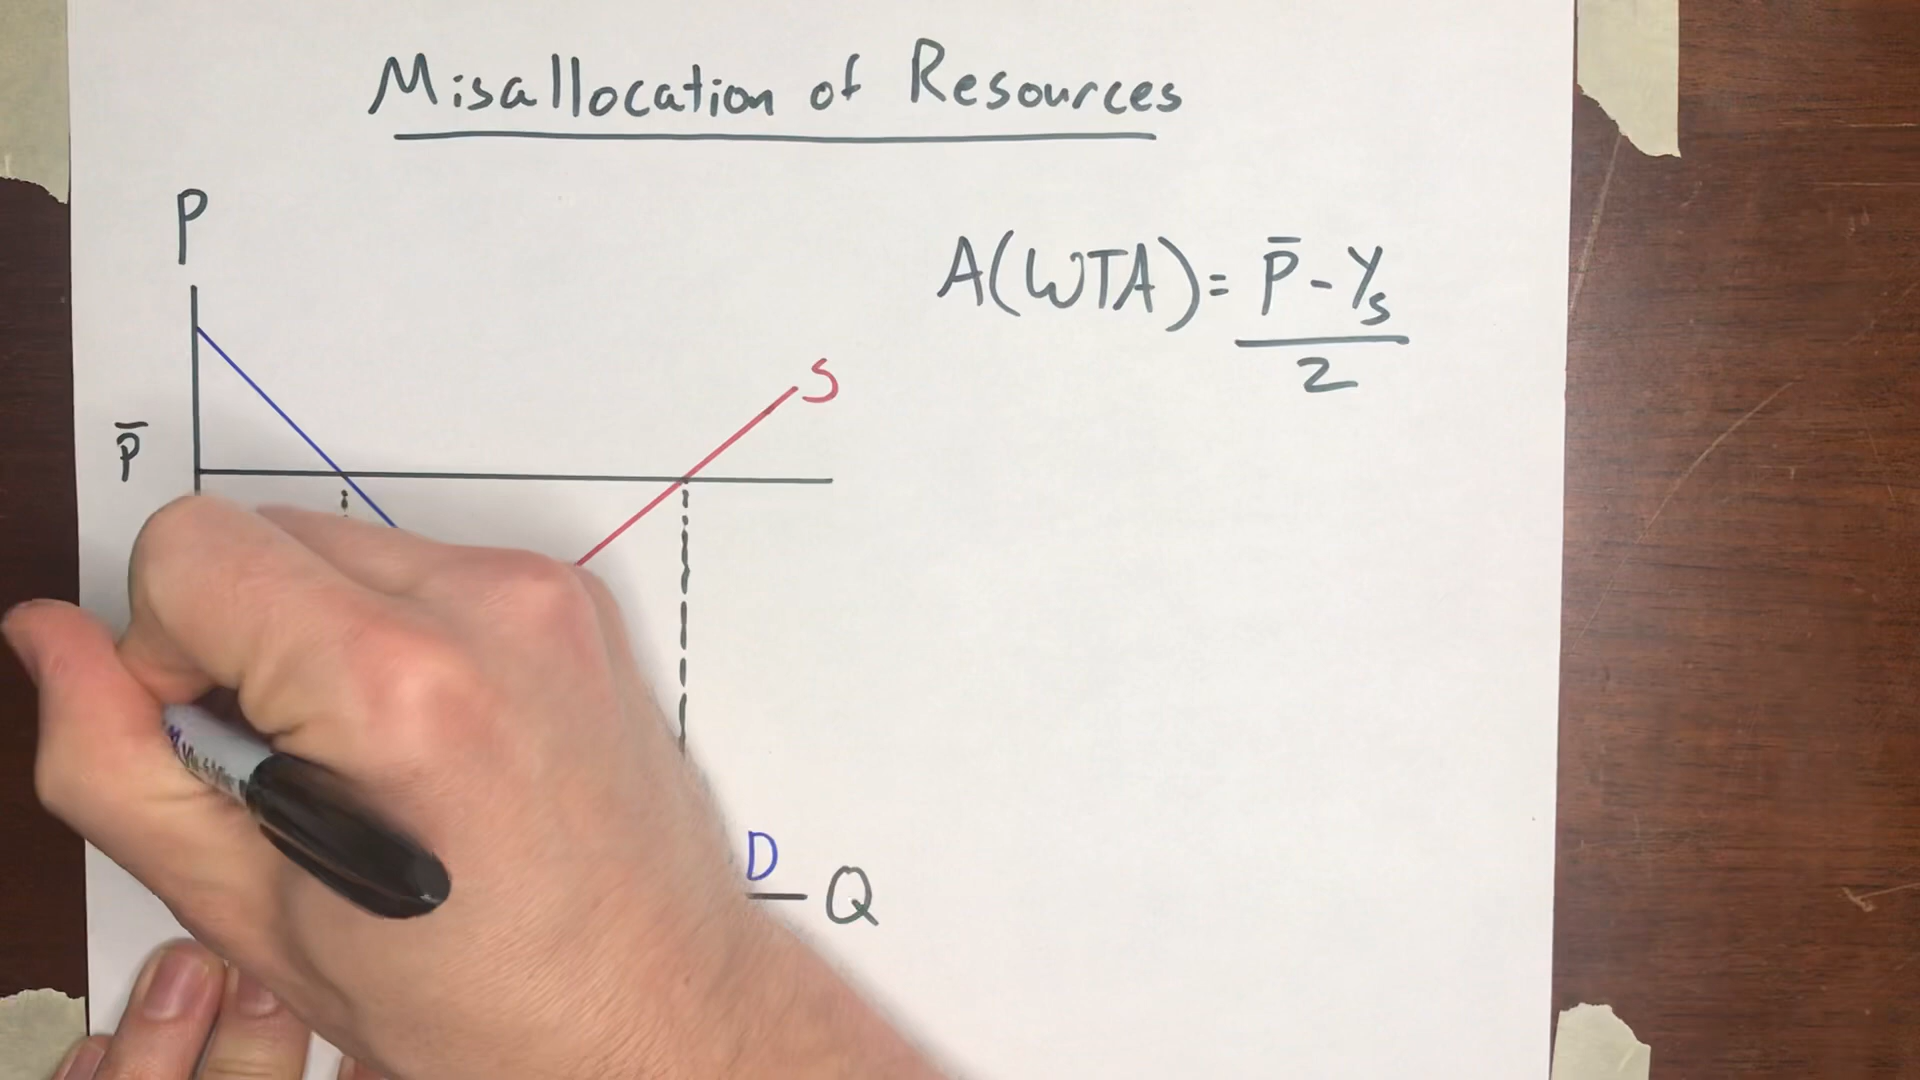 Misallocation of Resources
P
A(WTA) = P̄ - Ys
2
S
P̄
D
Q